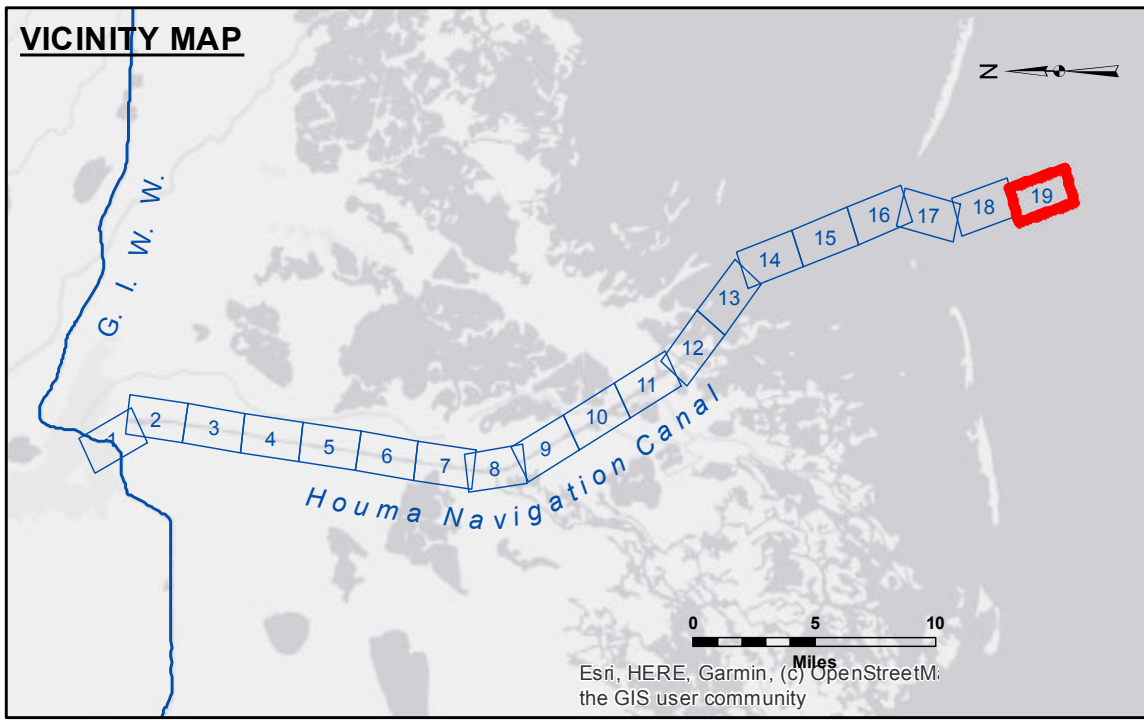 VICINITY MAP
N
G. I. W. W.
1
2
3
4
5
6
7
8
9
10
11
12
13
14
15
16
17
18
19
Houma Navigation Canal
0 5 10
Miles
Esri, HERE, Garmin, (c) OpenStreetM
the GIS user community